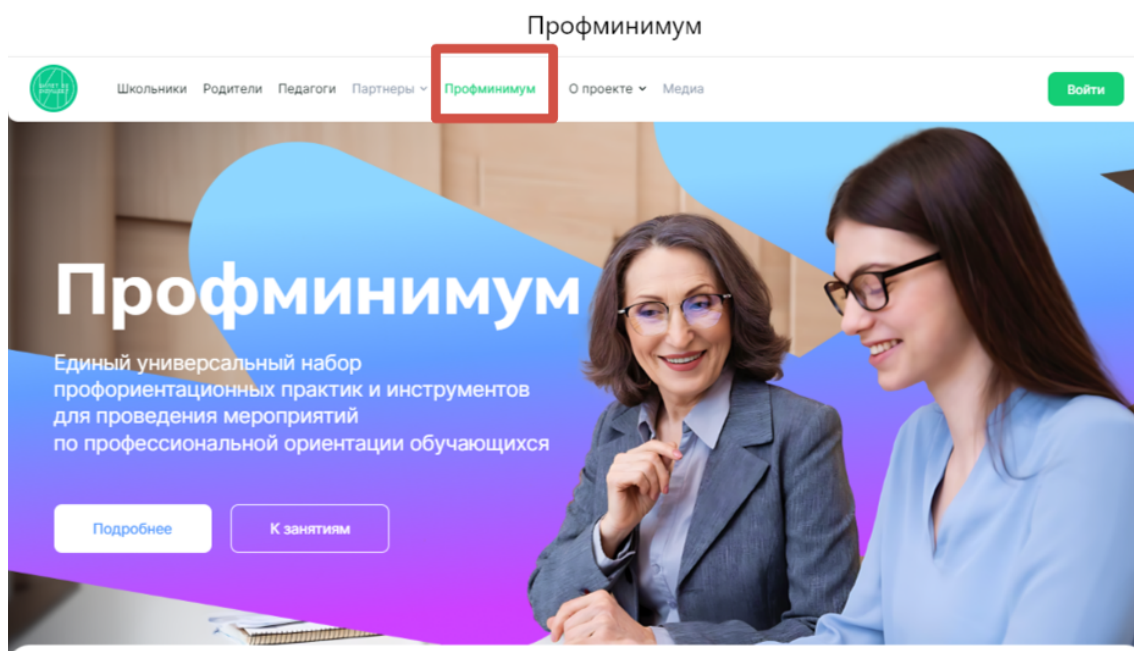 Профминимум
Школьники Родители Педагоги Партнеры Профминимум О проекте Медиа Войти
Профминимум
Единый универсальный набор
профориентационных практик и инструментов
для проведения мероприятий
по профессиональной ориентации обучающихся
Подробнее К занятиям